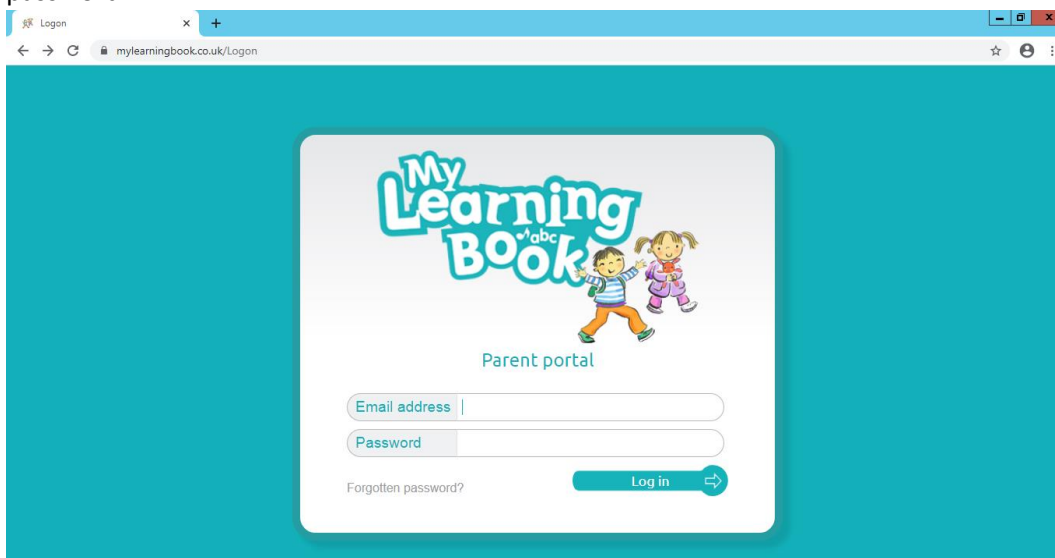 Logon
mylearningbook.co.uk/Logon
My
Learning
Book
abc
Parent portal
Email address
Password
Forgotten password?
Log in